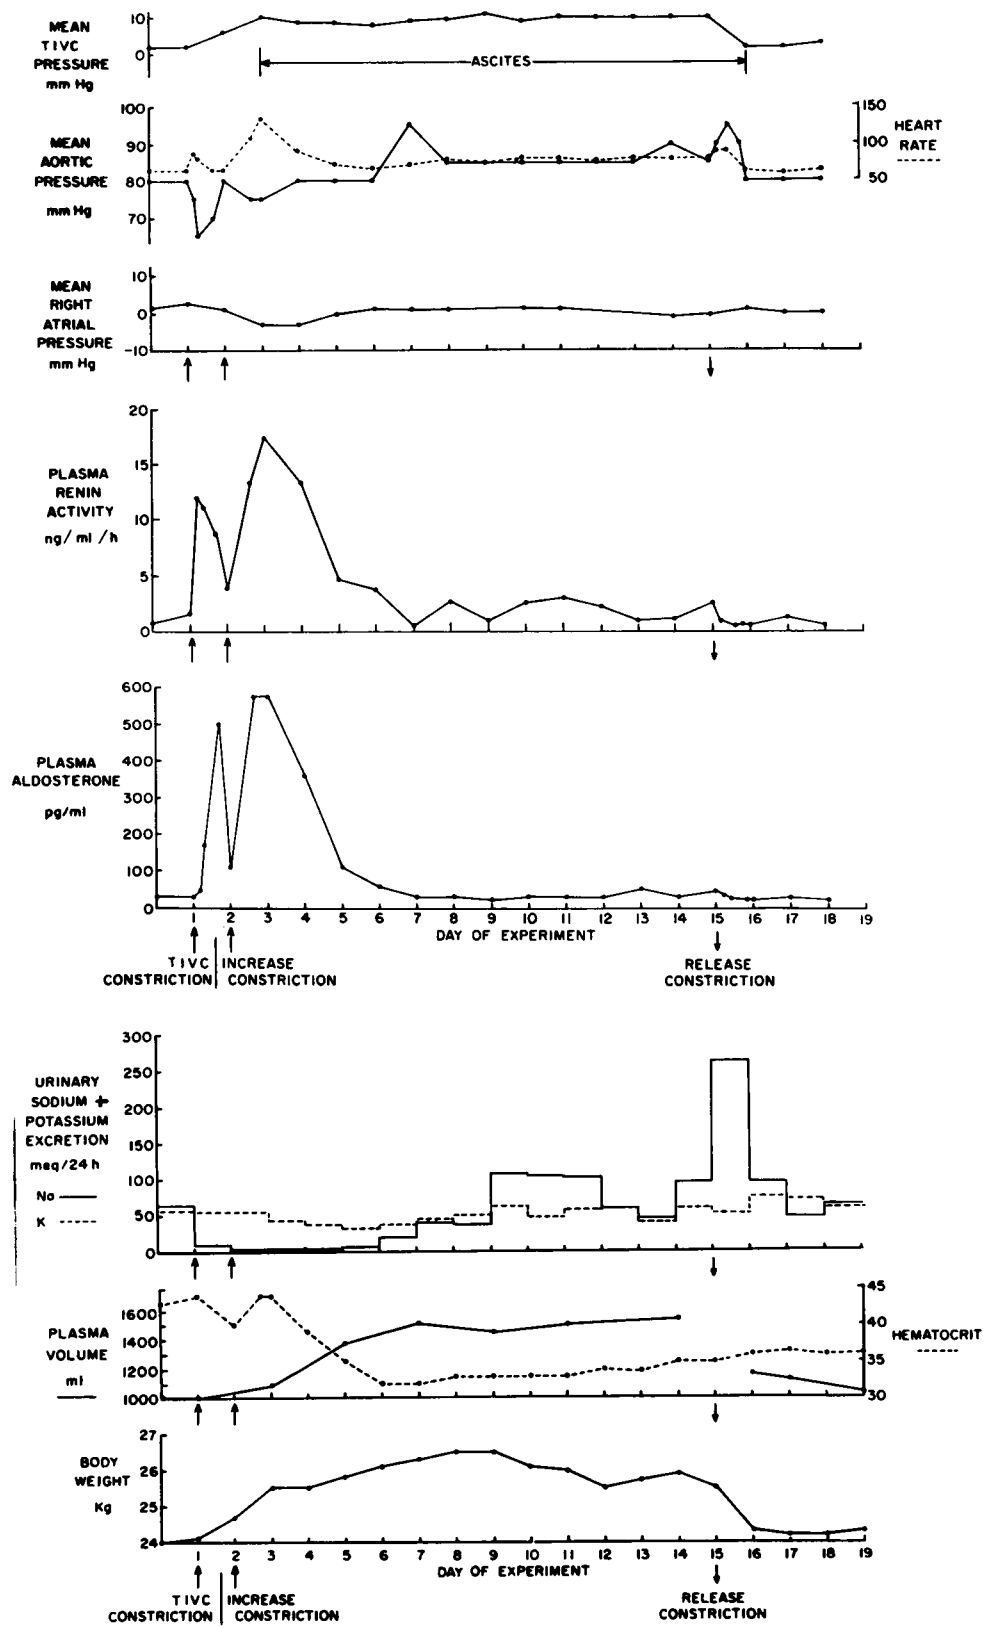 MEAN
TIVC
PRESSURE
mm Hg
10
0
ASCITES
MEAN
AORTIC
PRESSURE
mm Hg
100
90
80
70
150
100
50
HEART
RATE
MEAN
RIGHT
ATRIAL
PRESSURE
mm Hg
10
0
-10
PLASMA
RENIN
ACTIVITY
ng/ml/h
20
15
10
5
0
PLASMA
ALDOSTERONE
pg/ml
600
500
400
300
200
100
0
1 2 3 4 5 6 7 8 9 10 11 12 13 14 15 16 17 18 19
DAY OF EXPERIMENT
TIVC
CONSTRICTION
INCREASE
CONSTRICTION
RELEASE
CONSTRICTION
URINARY
SODIUM +
POTASSIUM
EXCRETION
meq/24 h
Na
K
300
250
200
150
100
50
0
PLASMA
VOLUME
ml
1600
1400
1200
1000
45
40
35
30
HEMATOCRIT
BODY
WEIGHT
Kg
27
26
25
24
1 2 3 4 5 6 7 8 9 10 11 12 13 14 15 16 17 18 19
DAY OF EXPERIMENT
TIVC
CONSTRICTION
INCREASE
CONSTRICTION
RELEASE
CONSTRICTION